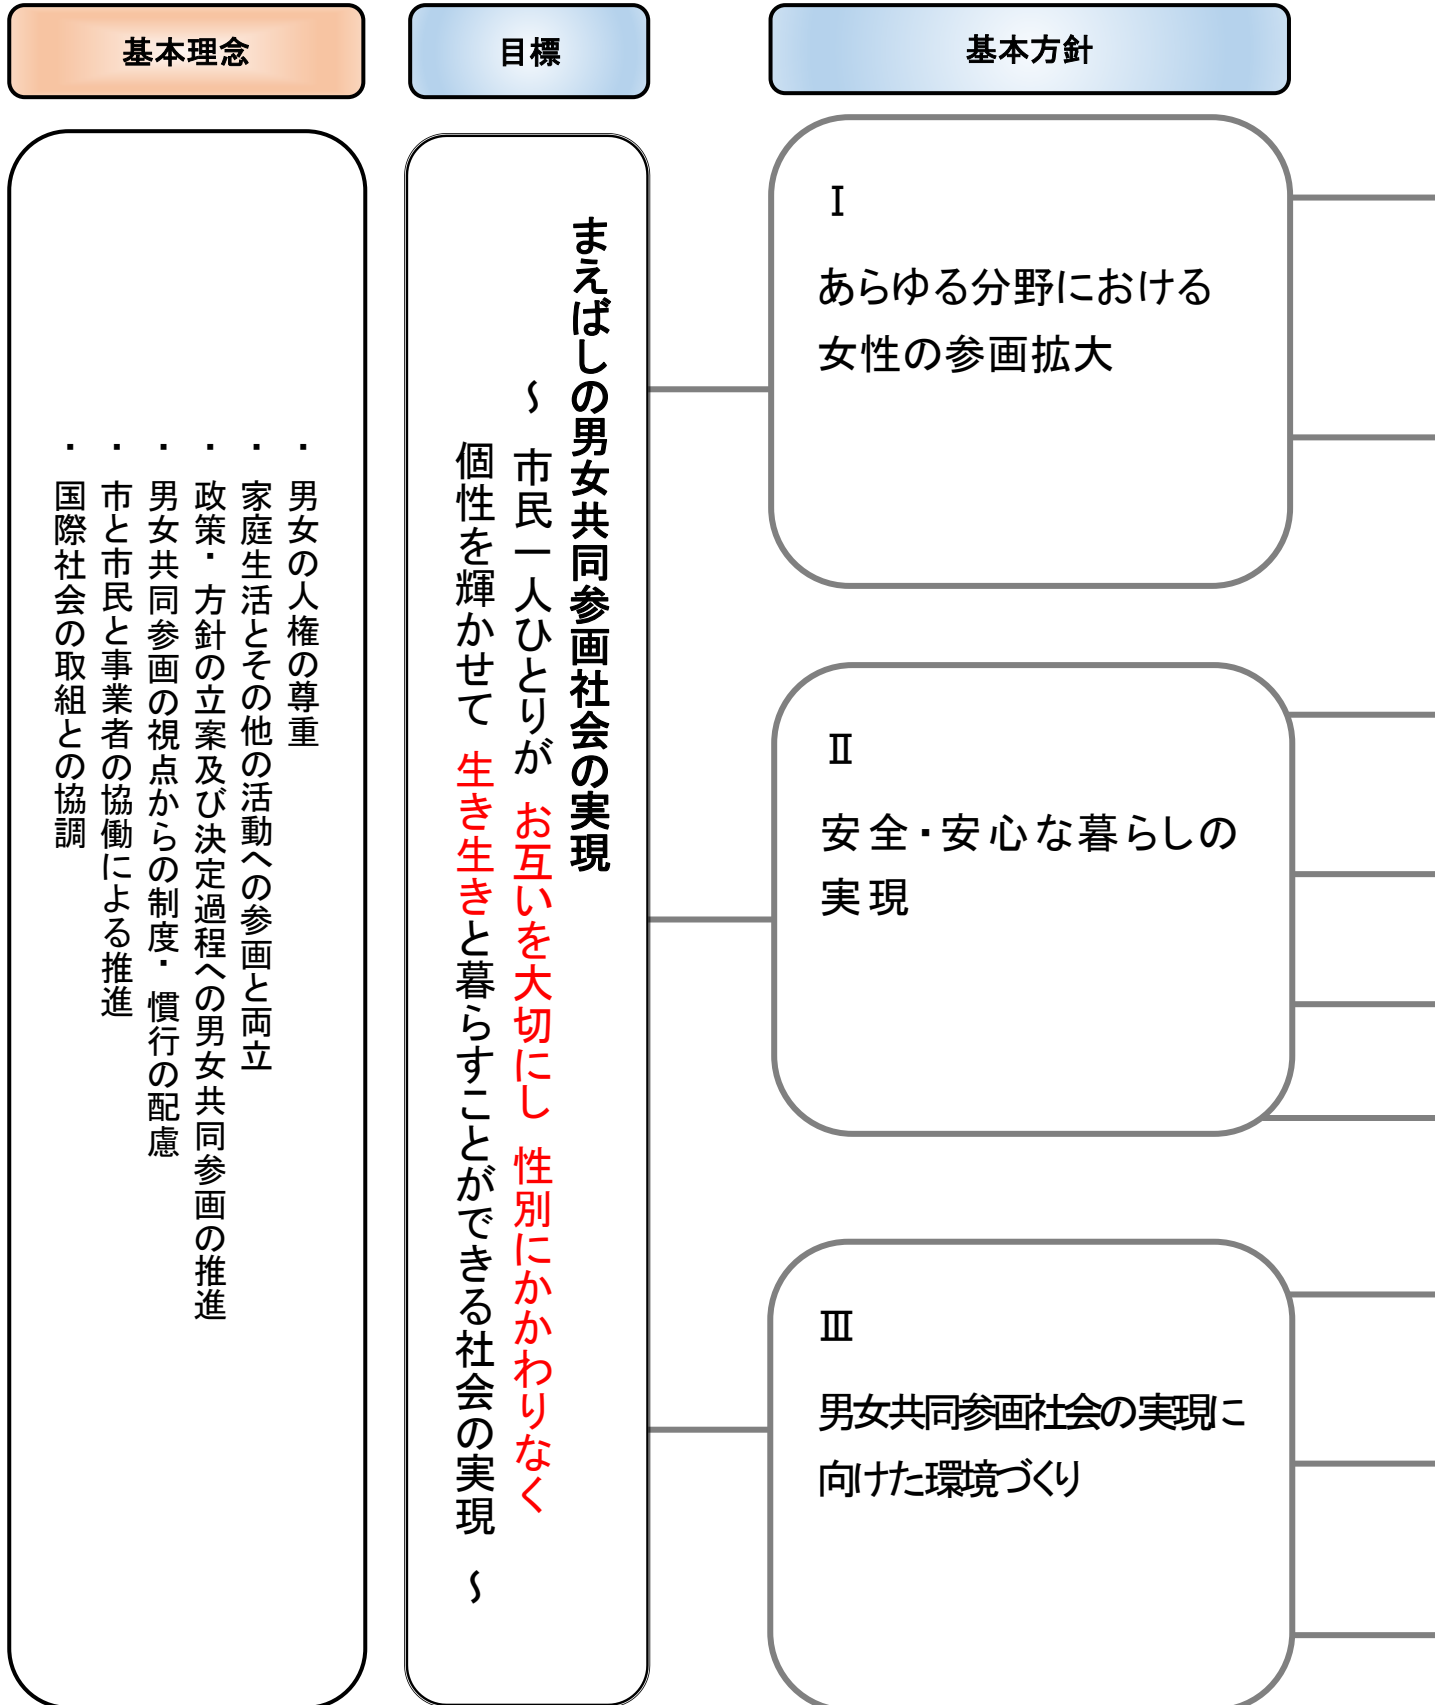 基本理念
目標
基本方針
・ 男女の人権の尊重
・ 家庭生活とその他の活動への参画と両立
・ 政策・方針の立案及び決定過程への男女共同参画の推進
・ 男女共同参画の視点からの制度・慣行の配慮
・ 市と市民と事業者の協働による推進
・ 国際社会の取組との協調
まえばしの男女共同参画社会の実現
～ 市民一人ひとりが お互いを大切にし 性別にかかわりなく
個性を輝かせて 生き生きと暮らすことができる社会の実現 ～
Ⅰ
あらゆる分野における
女性の参画拡大
Ⅱ
安全・安心な暮らしの
実現
Ⅲ
男女共同参画社会の実現に
向けた環境づくり